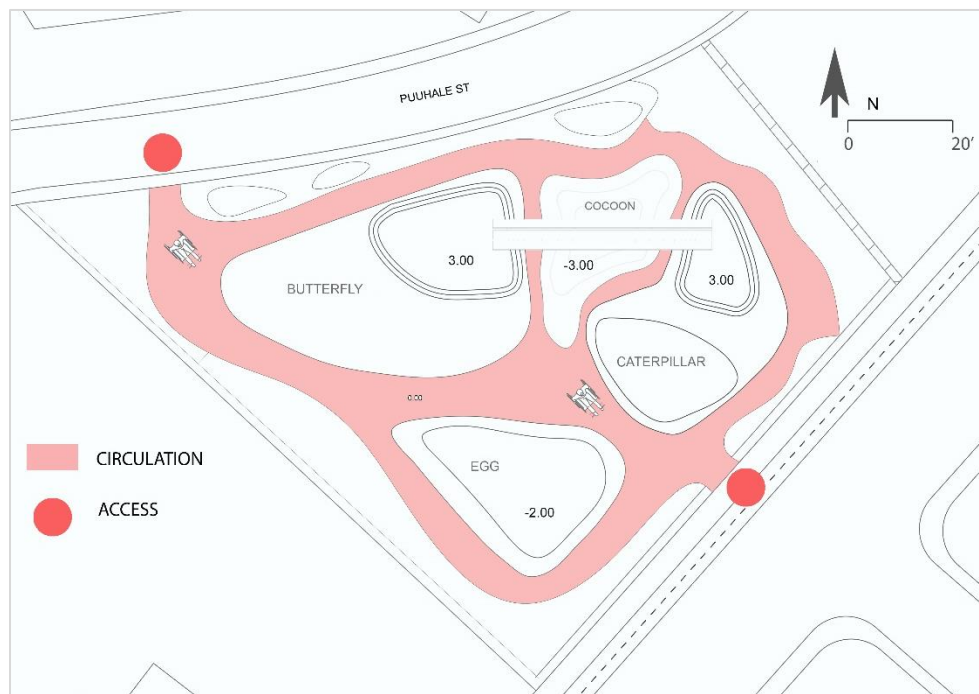 PUUHALE ST
N
0 20'
COCOON
3.00
-3.00
3.00
BUTTERFLY
CATERPILLAR
0.00
EGG
-2.00
CIRCULATION
ACCESS